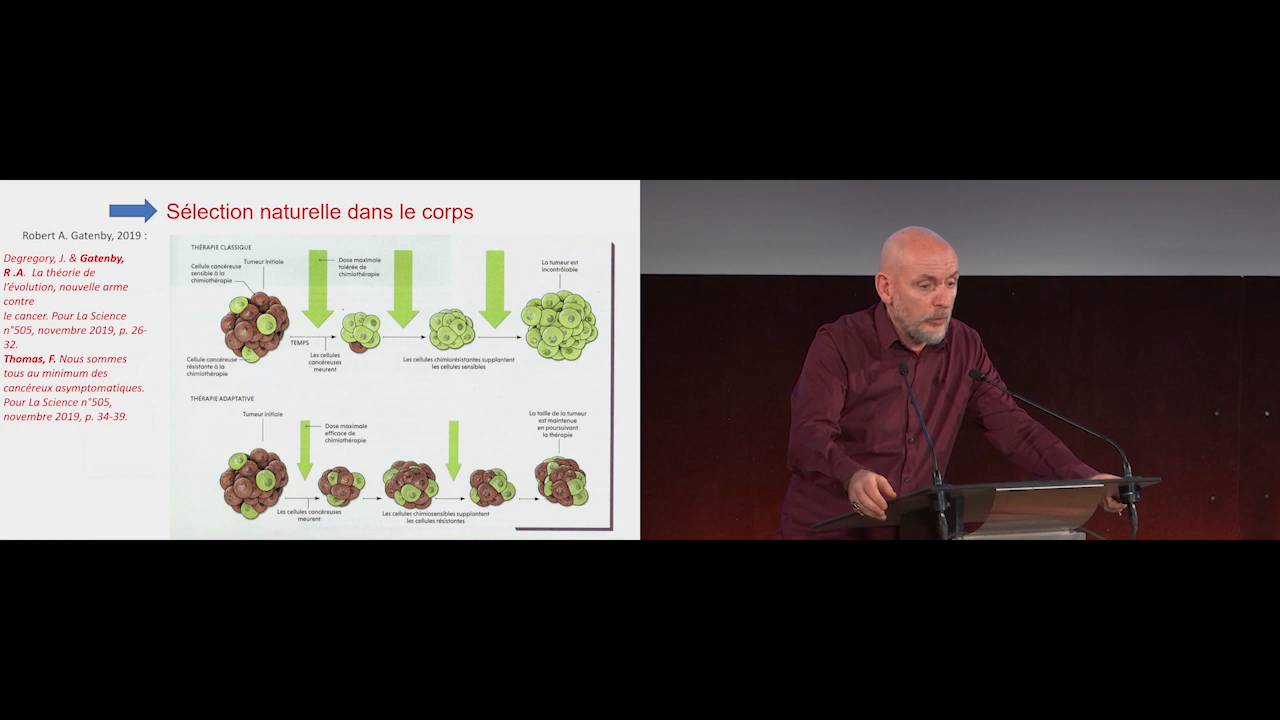 Sélection naturelle dans le corps
Robert A. Gatenby, 2019 :
Degregory, J. & Gatenby,
R .A. La théorie de
l'évolution, nouvelle arme
contre
le cancer. Pour La Science
n°505, novembre 2019, p. 26-
32.
Thomas, F. Nous sommes
tous au minimum des
cancéreux asymptomatiques.
Pour La Science n°505,
novembre 2019, p. 34-39.
THÉRAPIE CLASSIQUE
Tumeur initiale
Cellule cancéreuse
sensible à la
chimiothérapie
Cellule cancéreuse
résistante à la
chimiothérapie
Dose maximale
tolérée de
chimiothérapie
TEMPS
Les cellules
cancéreuses
meurent
Les cellules chimiorésistantes supplantent
les cellules sensibles
La tumeur est
incontrôlable
THÉRAPIE ADAPTATIVE
Tumeur initiale
Dose maximale
efficace de
chimiothérapie
Les cellules cancéreuses
meurent
Les cellules chimiosensibles supplantent
les cellules résistantes
La taille de la tumeur
est maintenue
en poursuivant
la thérapie